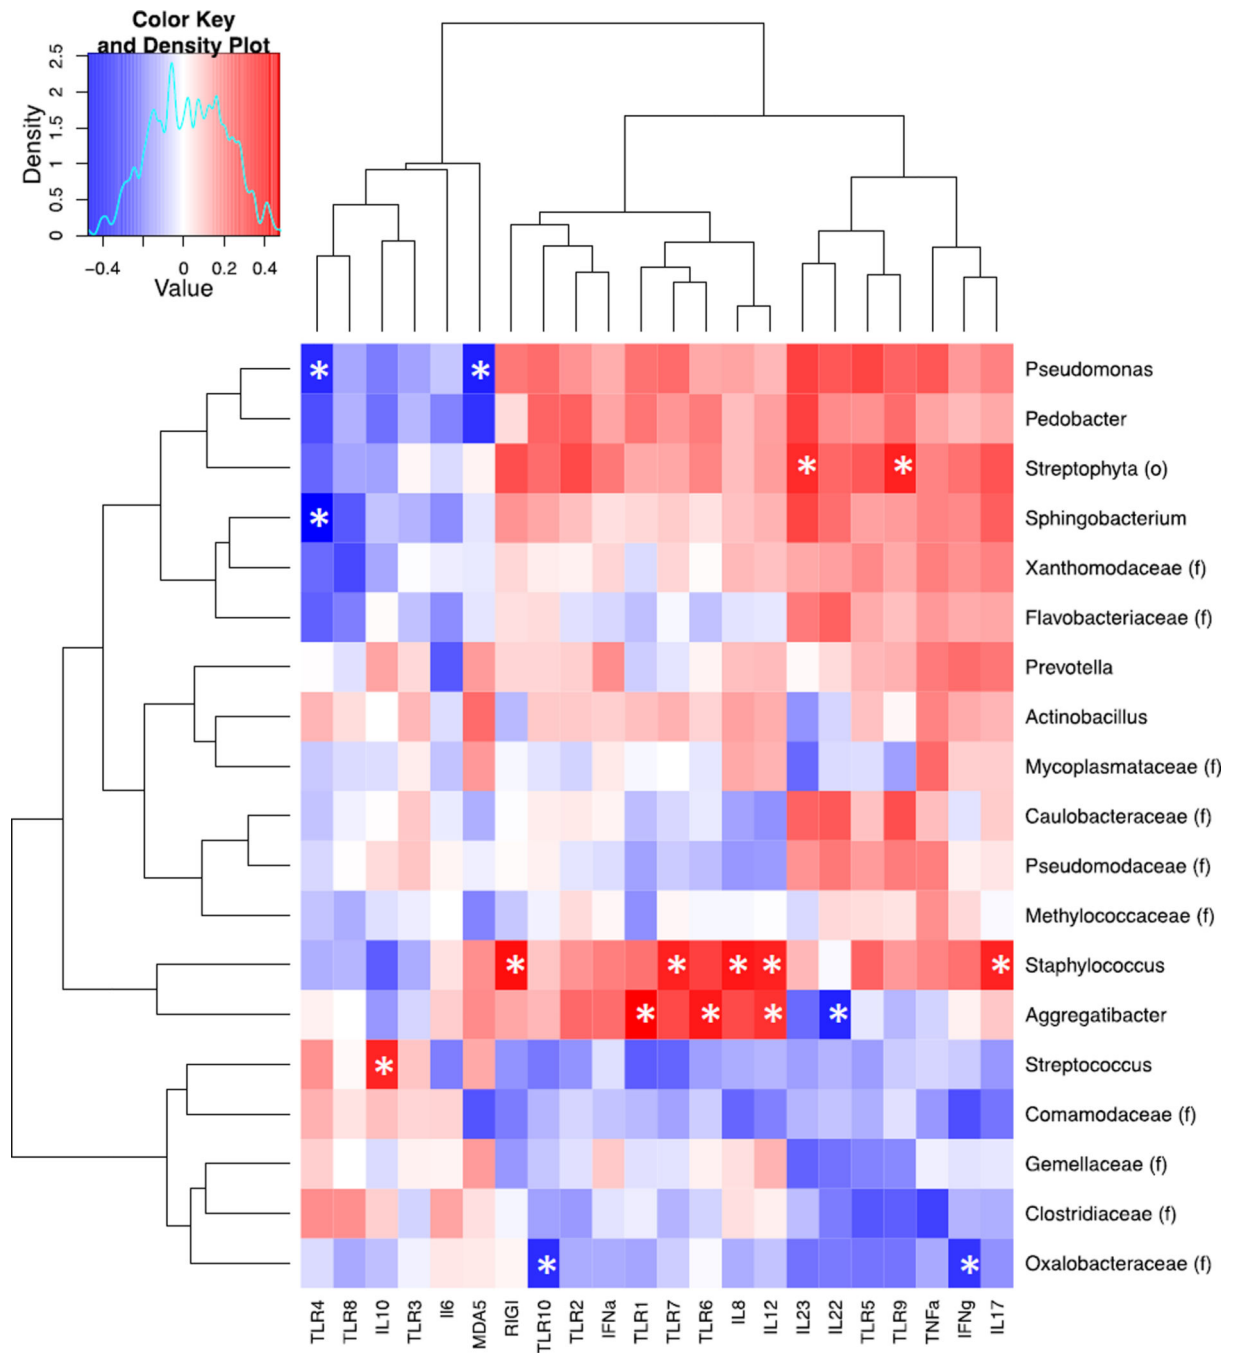 Color Key
and Density Plot
Density
0 0.5 1 1.5 2 2.5
−0.4 0 0.2 0.4
Value
* * Pseudomonas
Pedobacter
* * Streptophyta (o)
* Sphingobacterium
Xanthomodaceae (f)
Flavobacteriaceae (f)
Prevotella
Actinobacillus
Mycoplasmataceae (f)
Caulobacteraceae (f)
Pseudomodaceae (f)
Methylococcaceae (f)
* * * * * Staphylococcus
* * * * Aggregatibacter
* Streptococcus
Comamodaceae (f)
Gemellaceae (f)
Clostridiaceae (f)
* * Oxalobacteraceae (f)
TLR4 TLR8 IL10 TLR3 Il6 MDA5 RIGI TLR10 TLR2 IFNa TLR1 TLR7 TLR6 IL8 IL12 IL23 IL22 TLR5 TLR9 TNFa IFNg IL17